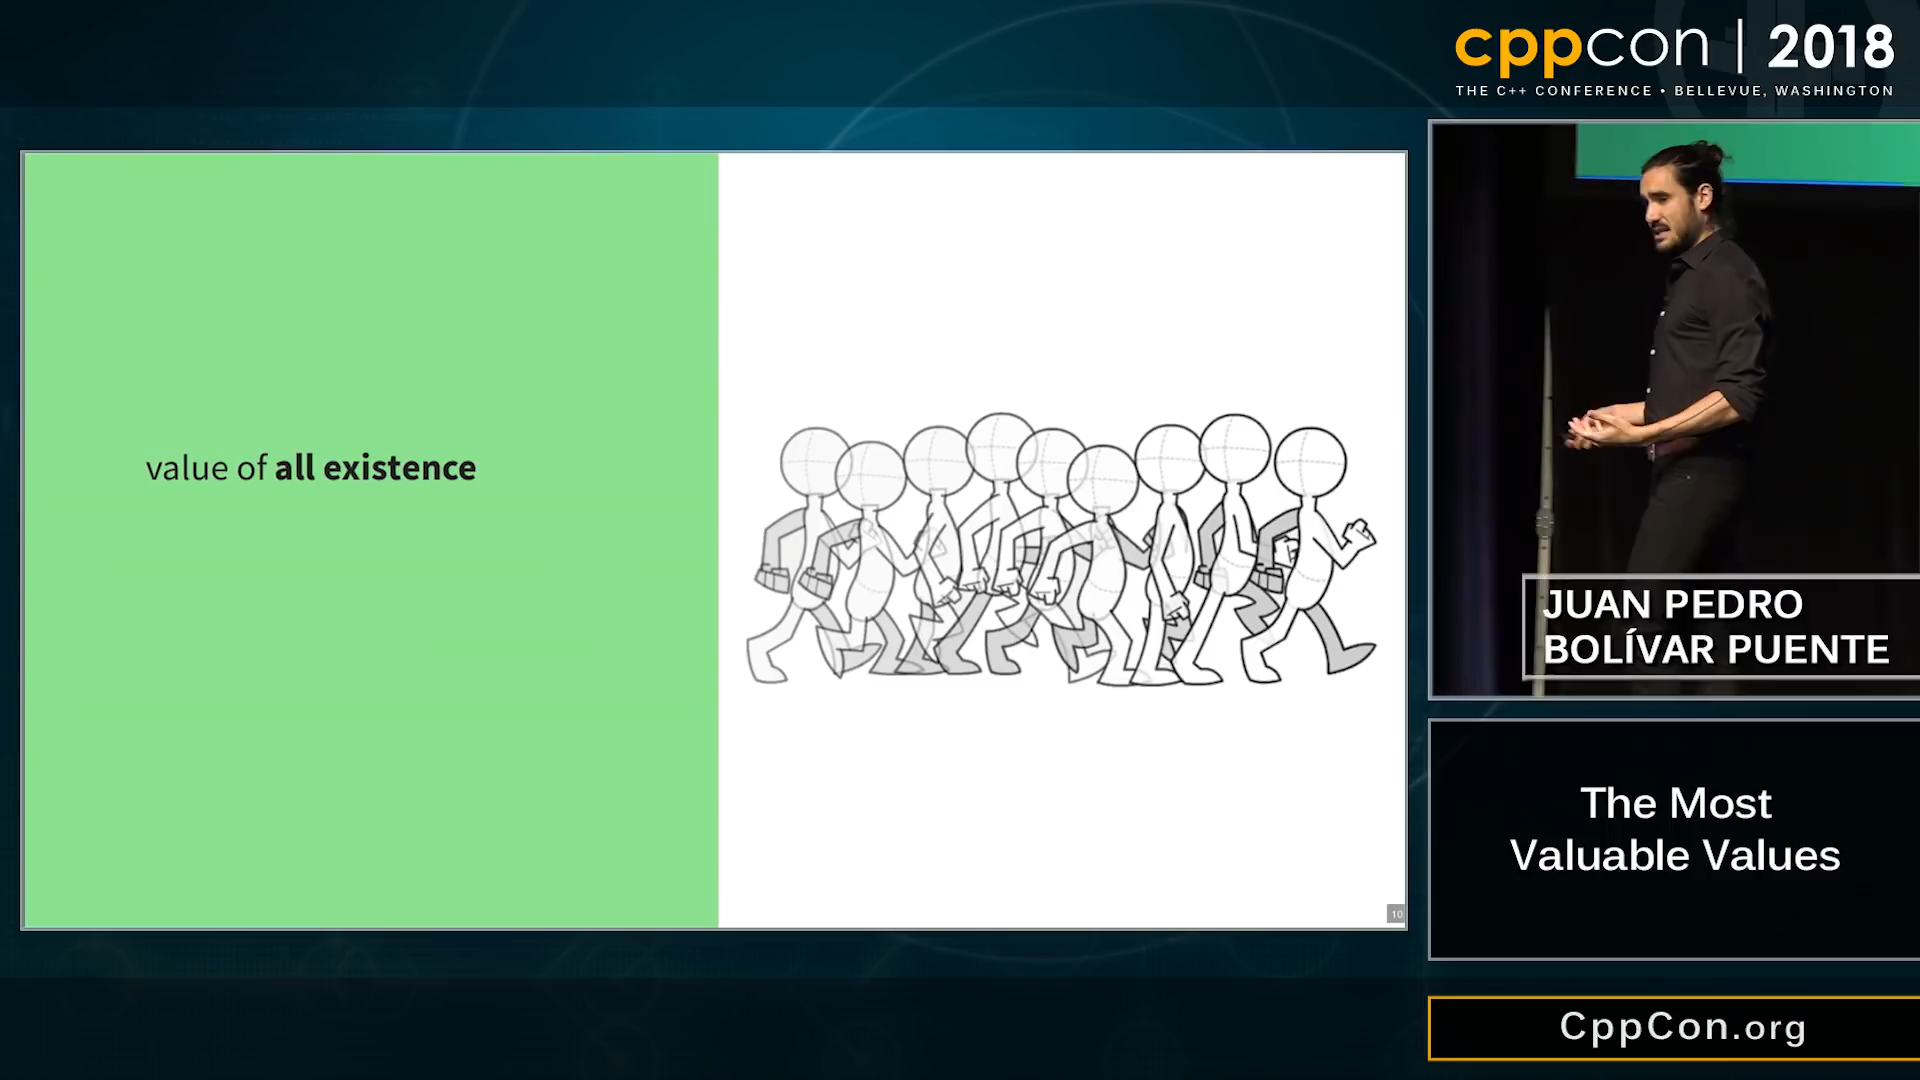 cppcon | 2018
THE C++ CONFERENCE • BELLEVUE, WASHINGTON
value of all existence
10
JUAN PEDRO
BOLÍVAR PUENTE
The Most
Valuable Values
CppCon.org